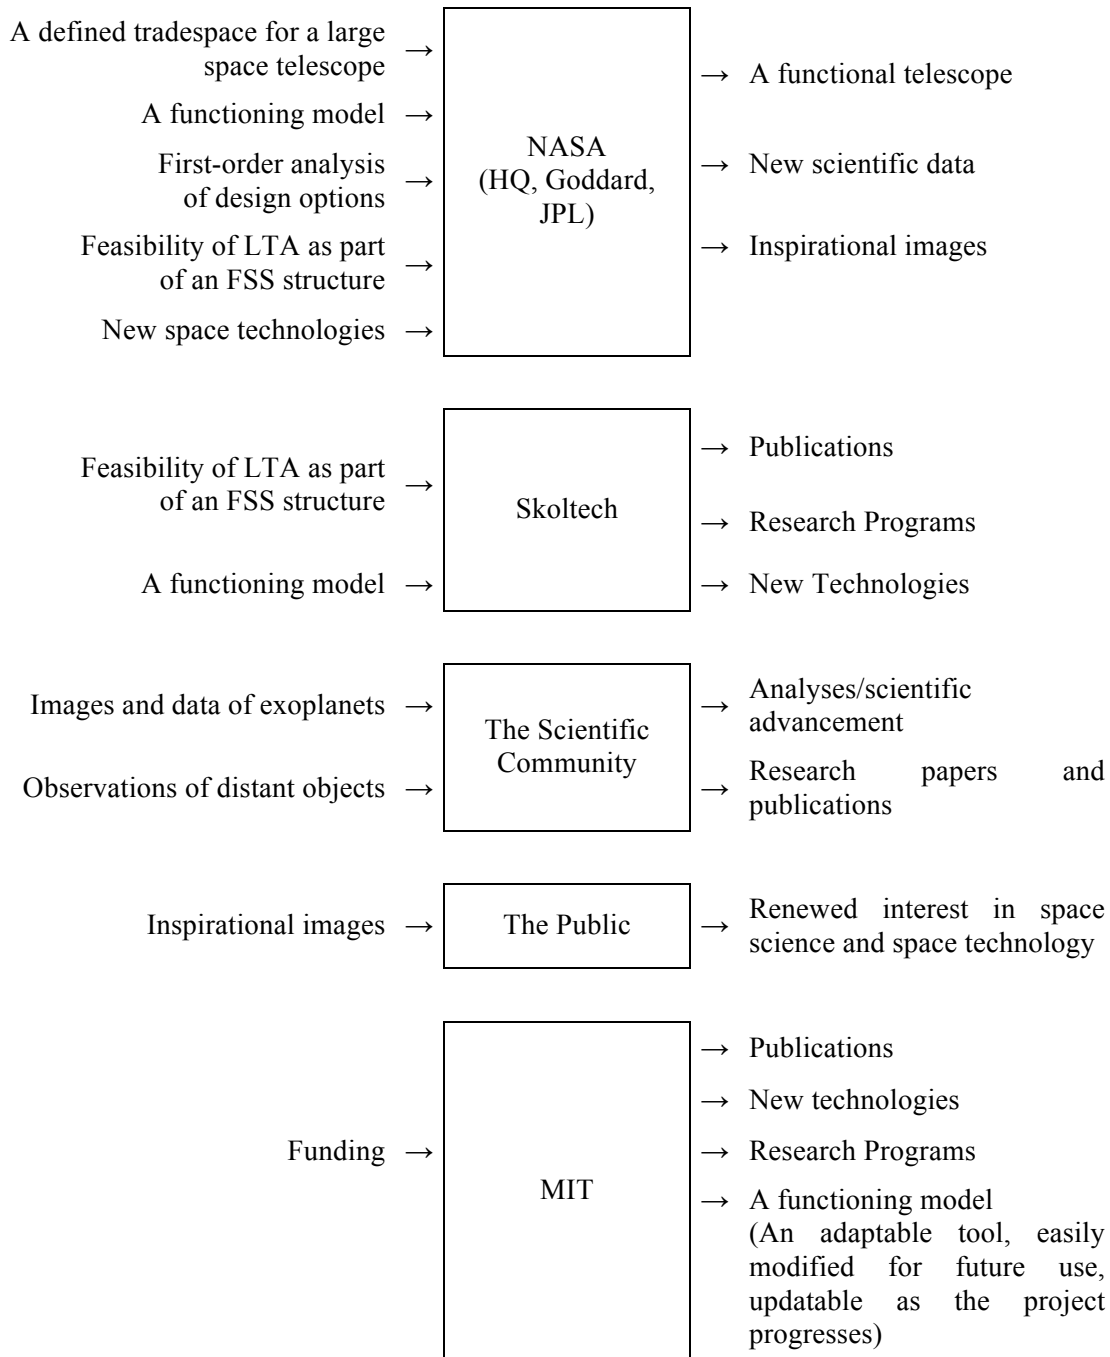 A defined tradespace for a large
space telescope →
A functioning model →
First-order analysis
of design options →
Feasibility of LTA as part
of an FSS structure →
New space technologies →
NASA
(HQ, Goddard,
JPL)
→ A functional telescope
→ New scientific data
→ Inspirational images
Feasibility of LTA as part
of an FSS structure →
A functioning model →
Skoltech
→ Publications
→ Research Programs
→ New Technologies
Images and data of exoplanets →
Observations of distant objects →
The Scientific
Community
→ Analyses/scientific
advancement
→ Research papers and
publications
Inspirational images →
The Public
→ Renewed interest in space
science and space technology
Funding →
MIT
→ Publications
→ New technologies
→ Research Programs
→ A functioning model
(An adaptable tool, easily
modified for future use,
updatable as the project
progresses)